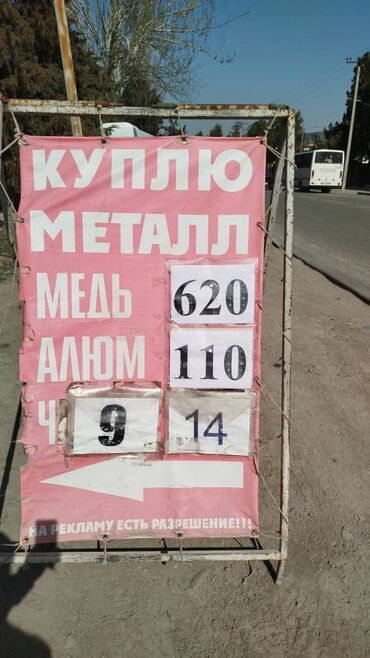 КУПЛЮ
МЕТАЛЛ
МЕДЬ 620
АЛЮМ 110
9 14
НА РЕКЛАМУ ЕСТЬ РАЗРЕШЕНИЕ!!!